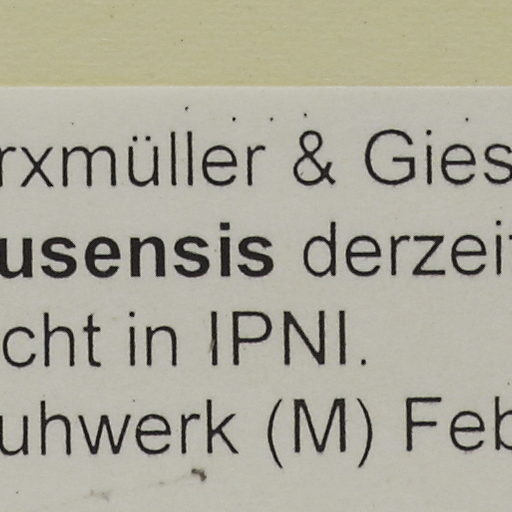 rxmüller & Gies
usensis derzeit
cht in IPNI.
uhwerk (M) Feb